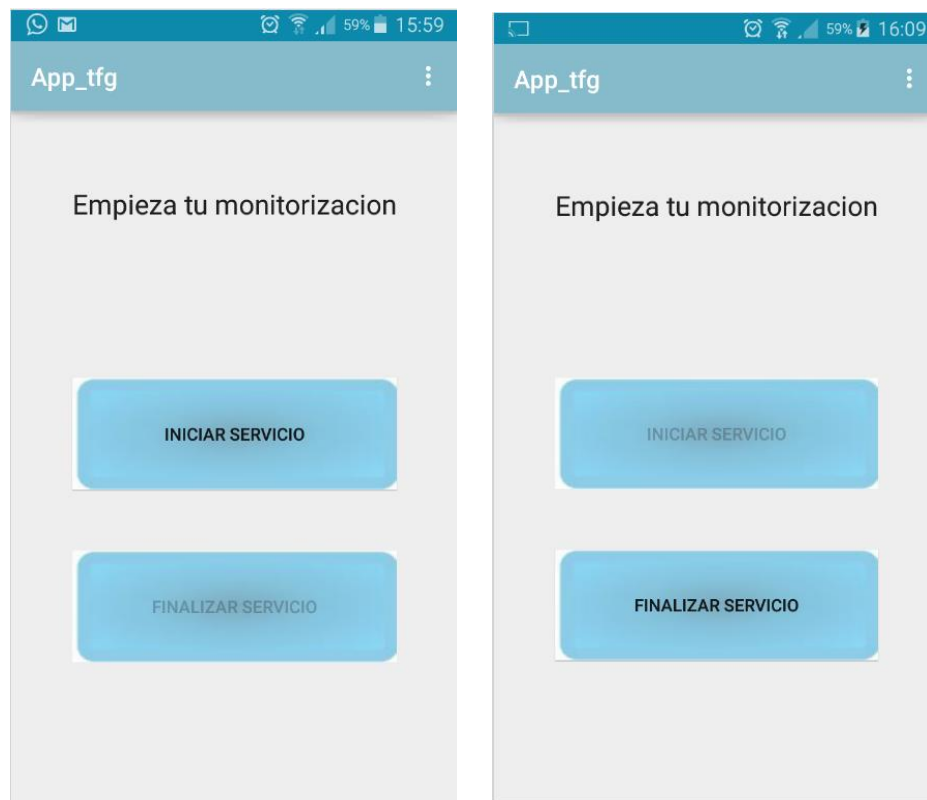 59% 15:59
App_tfg
Empieza tu monitorizacion
INICIAR SERVICIO
FINALIZAR SERVICIO
59% 16:09
App_tfg
Empieza tu monitorizacion
INICIAR SERVICIO
FINALIZAR SERVICIO